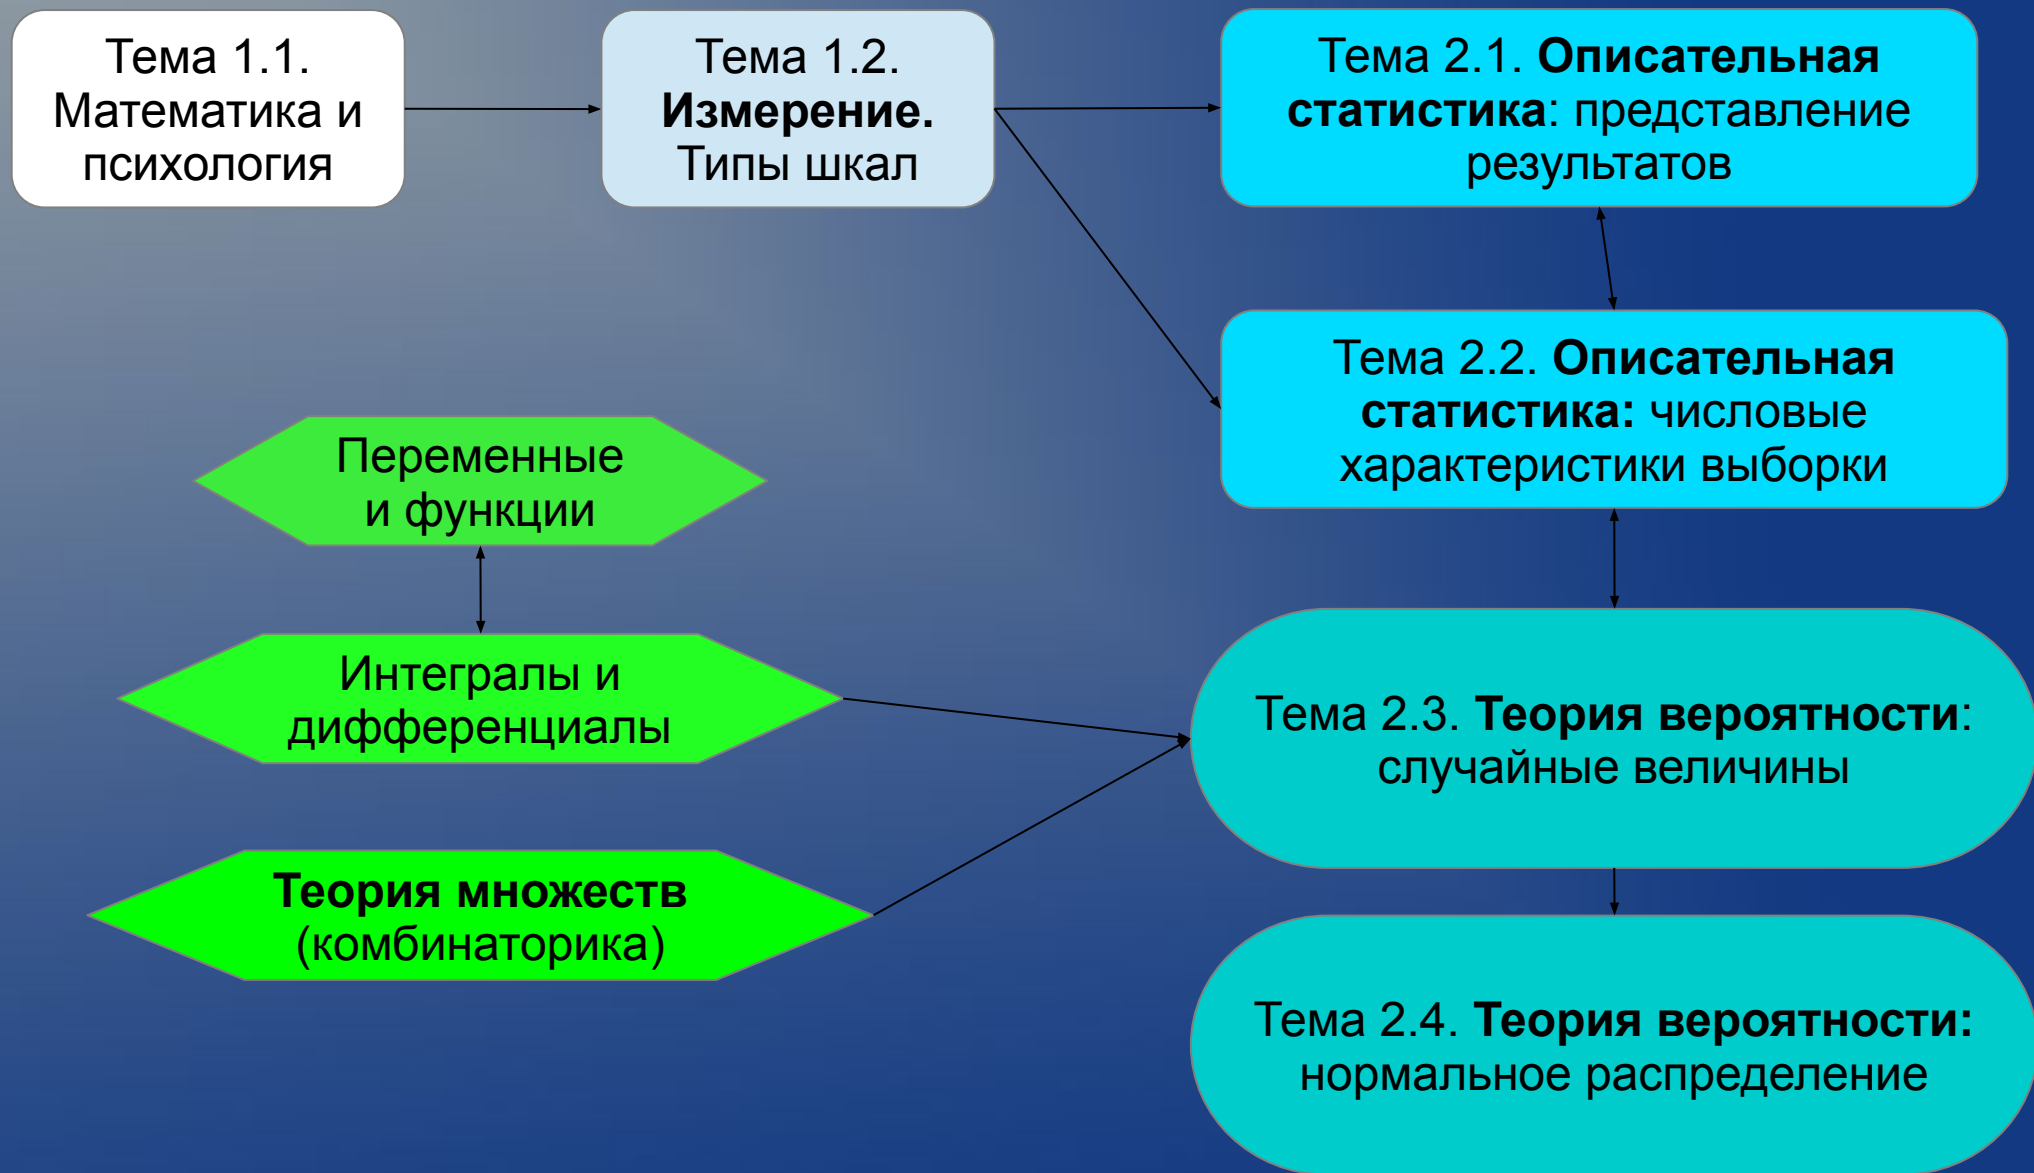 Тема 1.1.
Математика и
психология
Тема 1.2.
Измерение.
Типы шкал
Тема 2.1. Описательная
статистика: представление
результатов
Тема 2.2. Описательная
статистика: числовые
характеристики выборки
Переменные
и функции
Интегралы и
дифференциалы
Теория множеств
(комбинаторика)
Тема 2.3. Теория вероятности:
случайные величины
Тема 2.4. Теория вероятности:
нормальное распределение